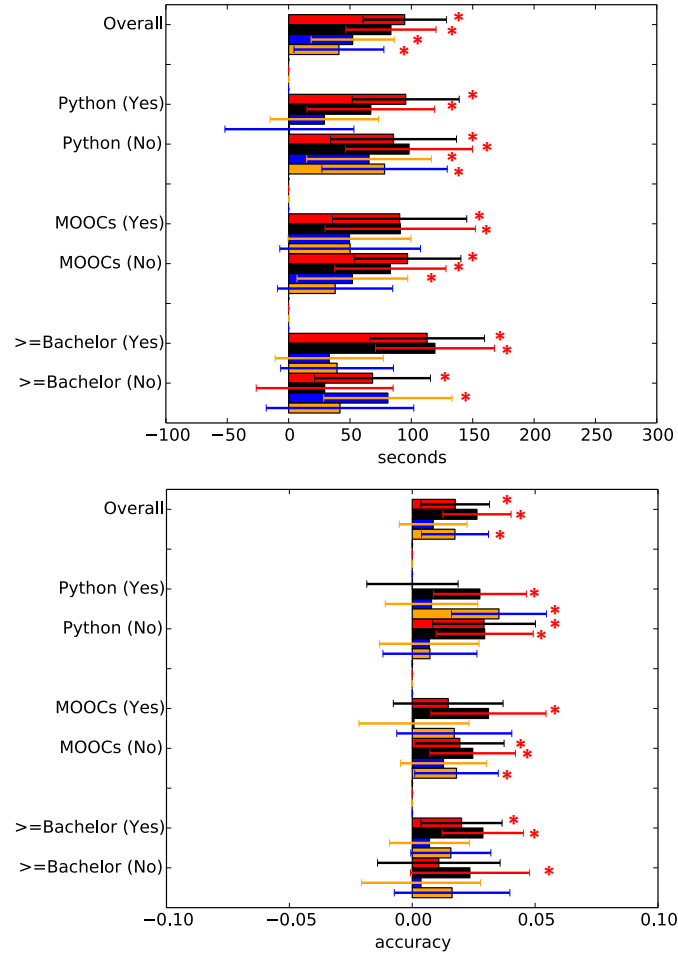 Overall
*
*
*
*
Python (Yes)
*
*
Python (No)
*
*
*
*
MOOCs (Yes)
*
*
MOOCs (No)
*
*
*
>=Bachelor (Yes)
*
*
>=Bachelor (No)
*
*
−100 −50 0 50 100 150 200 250 300
seconds
Overall
*
*
*
Python (Yes)
*
*
Python (No)
*
*
MOOCs (Yes)
*
MOOCs (No)
*
*
*
>=Bachelor (Yes)
*
*
>=Bachelor (No)
*
−0.10 −0.05 0.00 0.05 0.10
accuracy